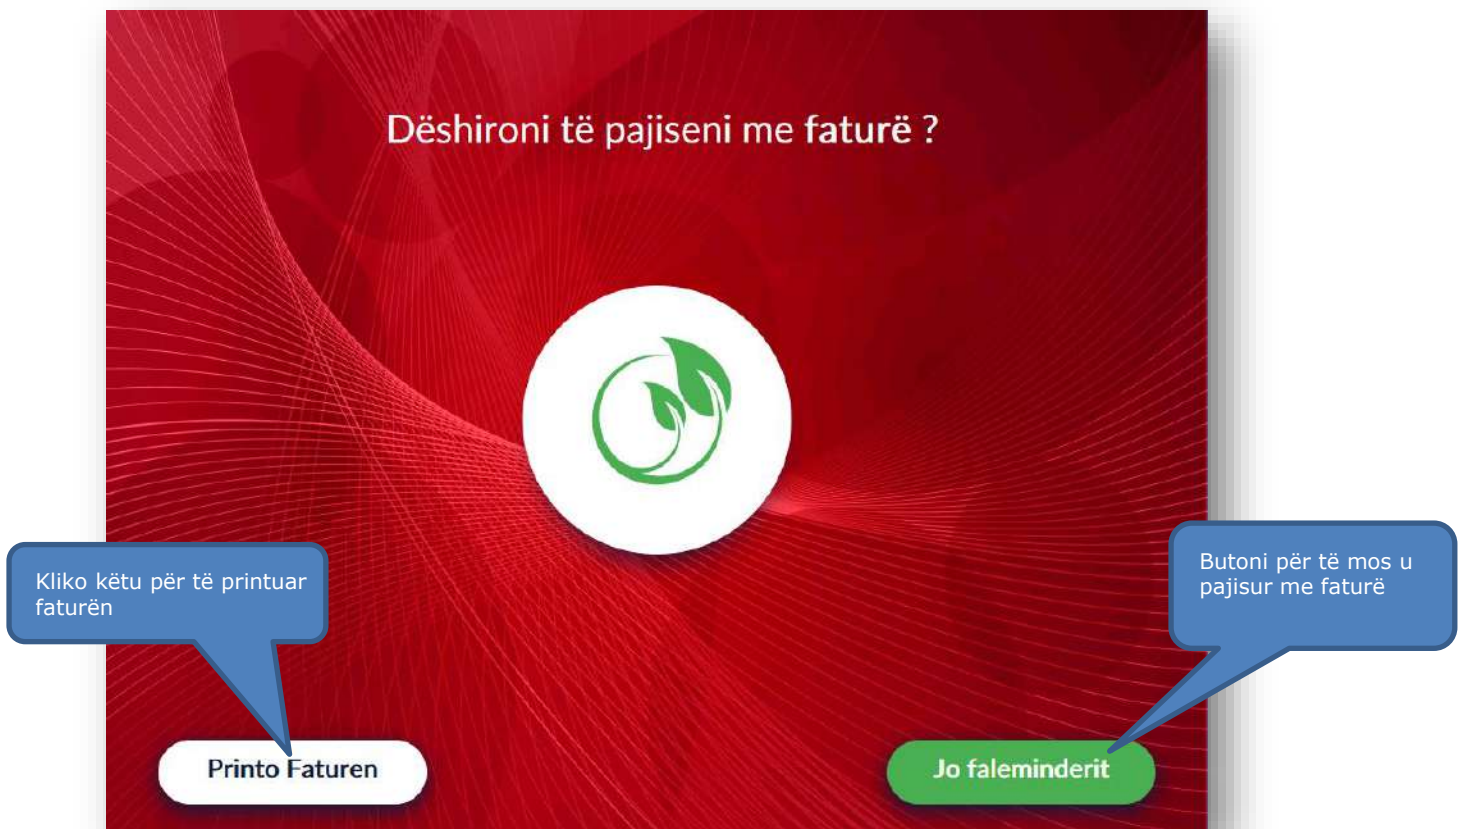 Dëshironi të pajiseni me faturë ?
Kliko këtu për të printuar
faturën
Butoni për të mos u
pajisur me faturë
Printo Faturen
Jo faleminderit